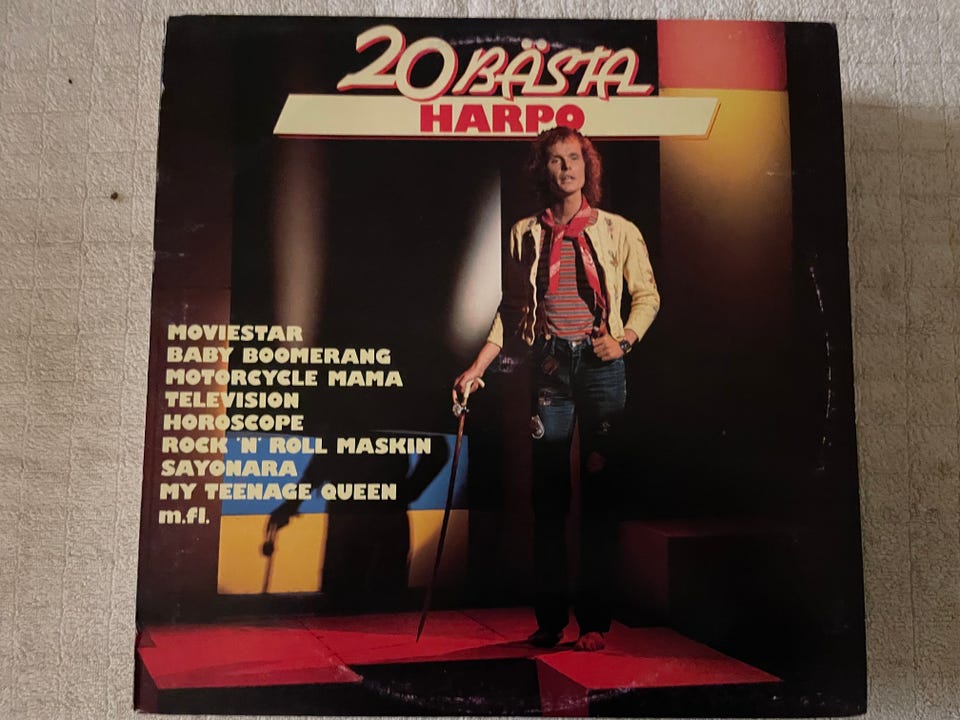 20 BÄSTA
HARPO
MOVIESTAR
BABY BOOMERANG
MOTORCYCLE MAMA
TELEVISION
HOROSCOPE
ROCK 'N' ROLL MASKIN
SAYONARA
MY TEENAGE QUEEN
m.fl.